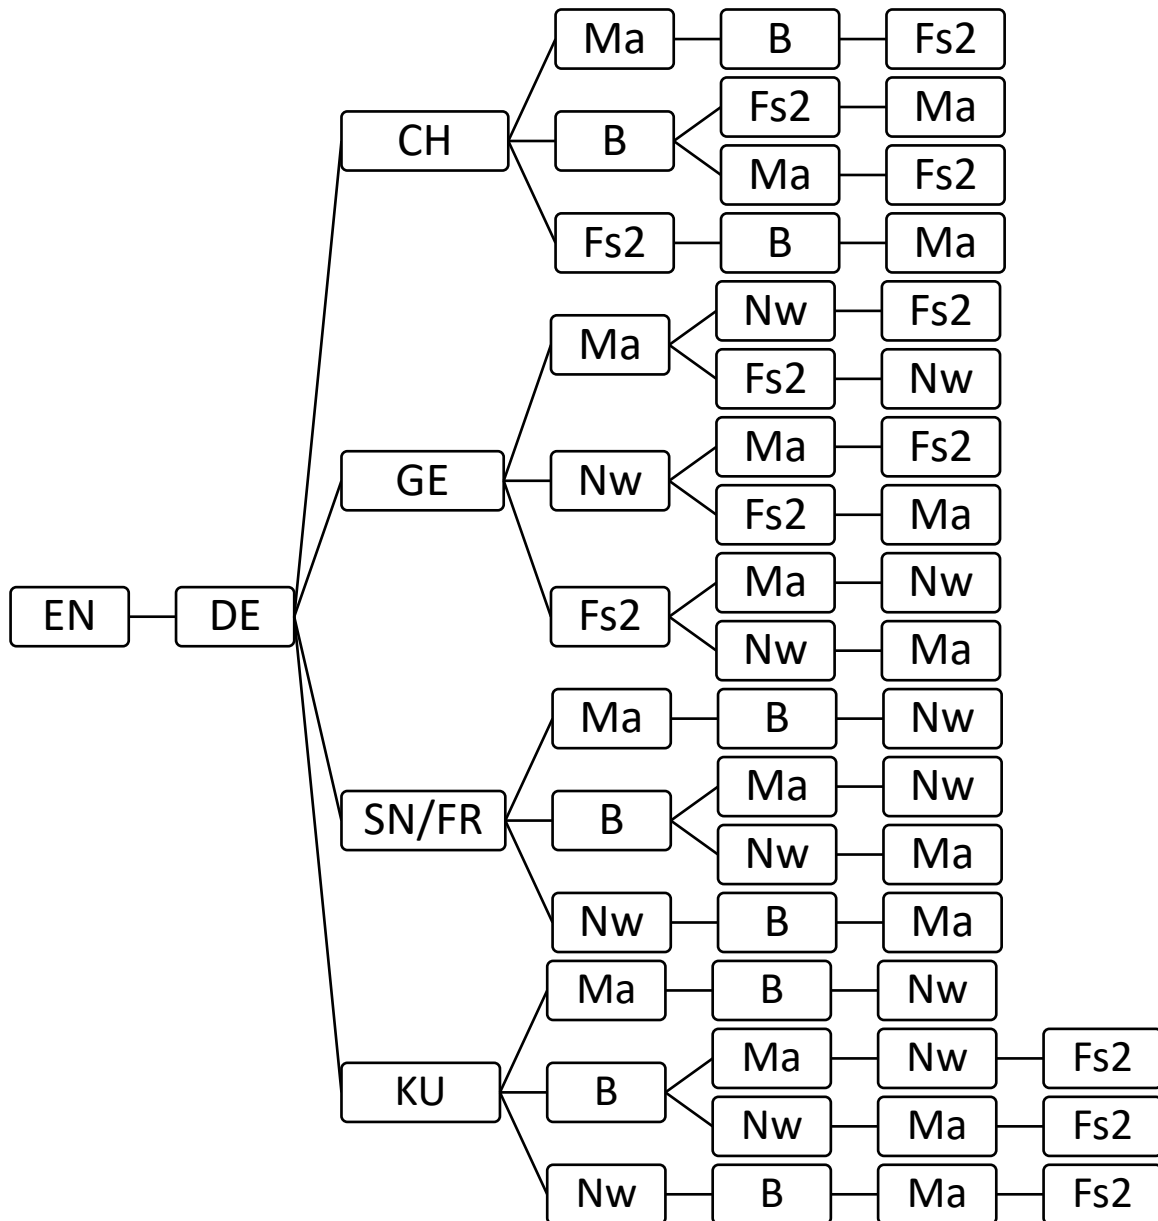 Ma B Fs2
Fs2 Ma
CH B
Ma Fs2
Fs2 B Ma
Nw Fs2
Ma
Fs2 Nw
Ma Fs2
GE Nw
Fs2 Ma
Ma Nw
EN DE Fs2
Nw Ma
Ma B Nw
Ma Nw
SN/FR B
Nw Ma
Nw B Ma
Ma B Nw
Ma Nw Fs2
KU B
Nw Ma Fs2
Nw B Ma Fs2